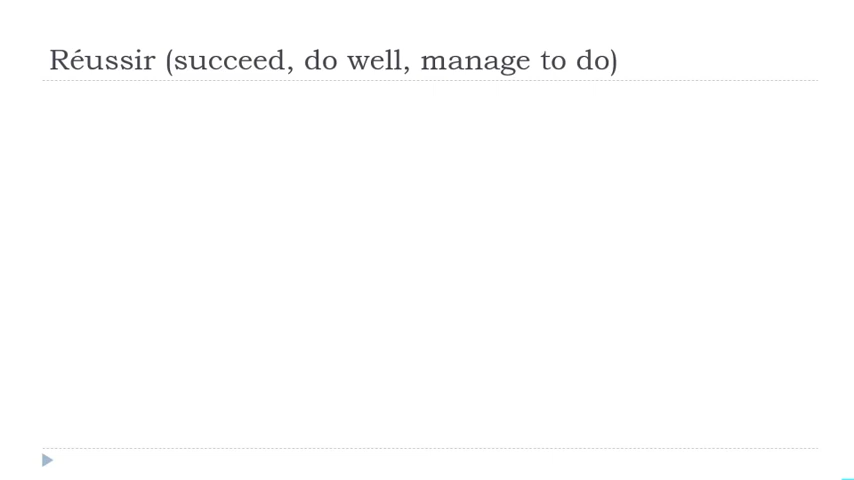 Réussir (succeed, do well, manage to do)